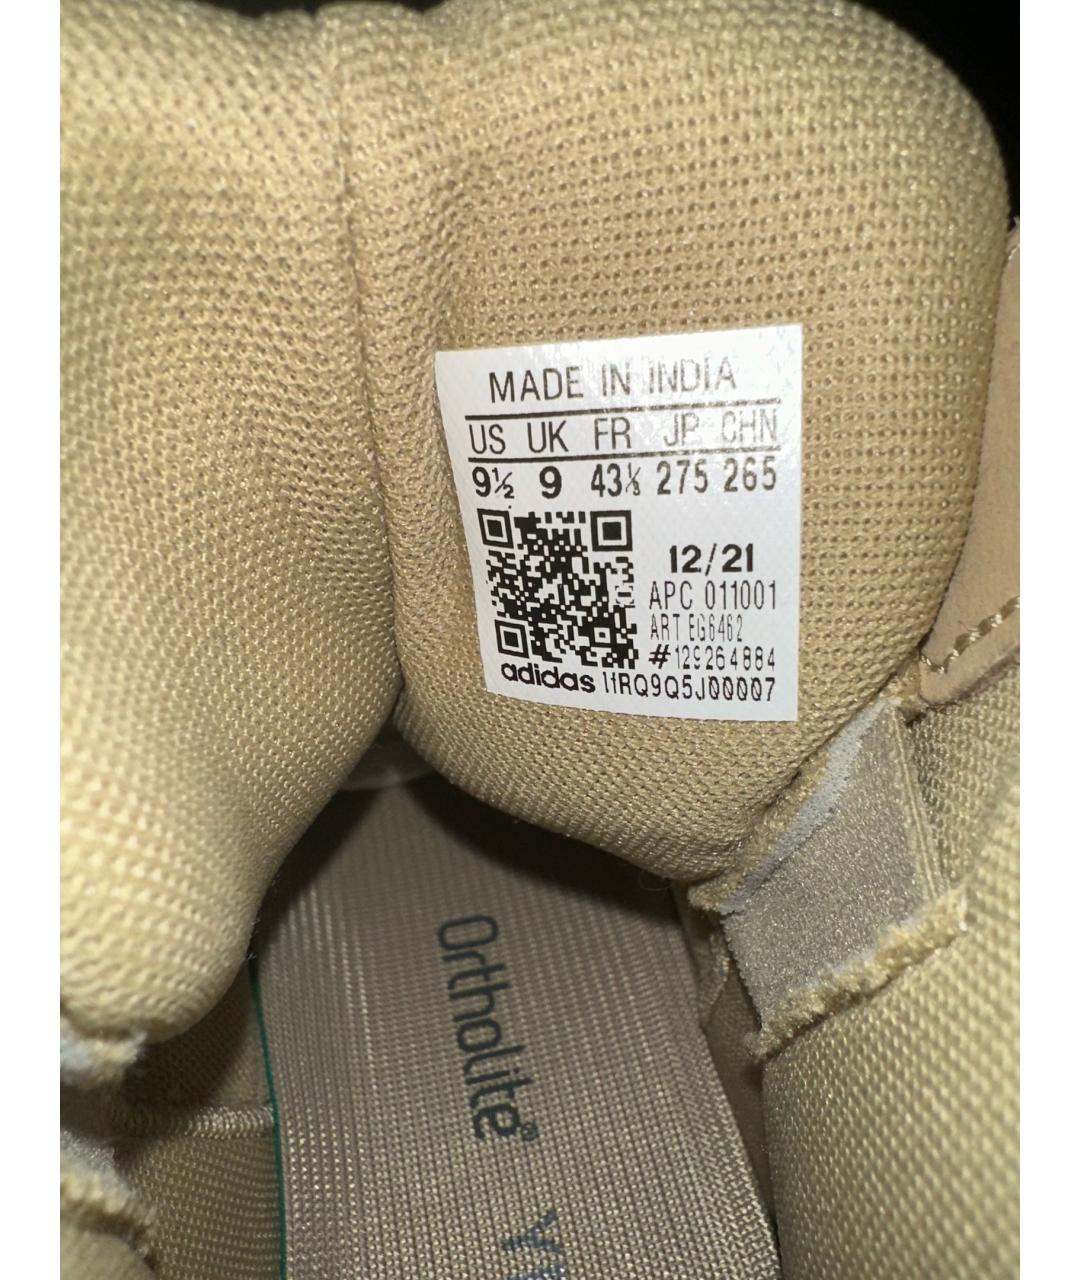 MADE IN INDIA
US UK FR JP CHN
9½ 9 43⅓ 275 265
12/21
APC 011001
ART EG6462
#129264884
adidas 1fRQ9Q5J00007
Ortholite®